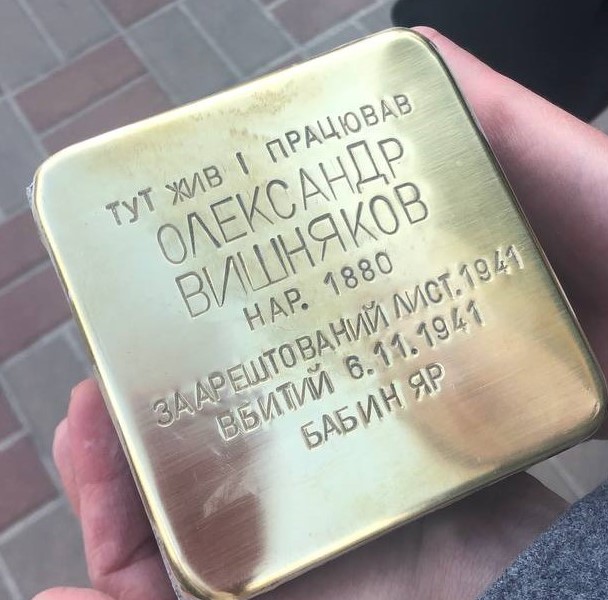 ТУТ ЖИВ І ПРАЦЮВАВ
ОЛЕКСАНДР
ВИШНЯКОВ
НАР. 1880
ЗААРЕШТОВАНИЙ ЛИСТ.1941
ВБИТИЙ 6.11.1941
БАБИН ЯР